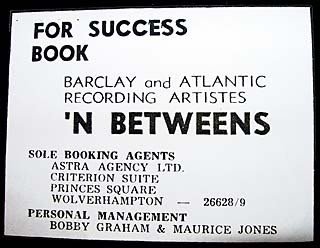 FOR SUCCESS
BOOK
BARCLAY and ATLANTIC
RECORDING ARTISTES
'N BETWEENS
SOLE BOOKING AGENTS
ASTRA AGENCY LTD.
CRITERION SUITE
PRINCES SQUARE
WOLVERHAMPTON — 26628/9
PERSONAL MANAGEMENT
BOBBY GRAHAM & MAURICE JONES